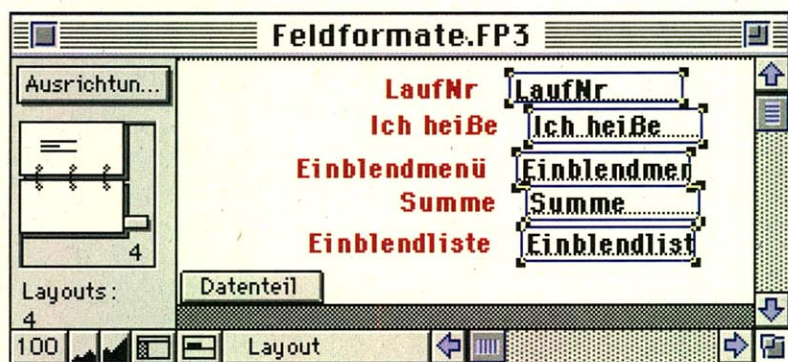 Feldformate.FP3
Ausrichtun...
LaufNr LaufNr
Ich heiße Ich heiße
Einblendmenü Einblendmen
Summe Summe
Einblendliste Einblendlist
4
Layouts:
4
Datenteil
100 Layout